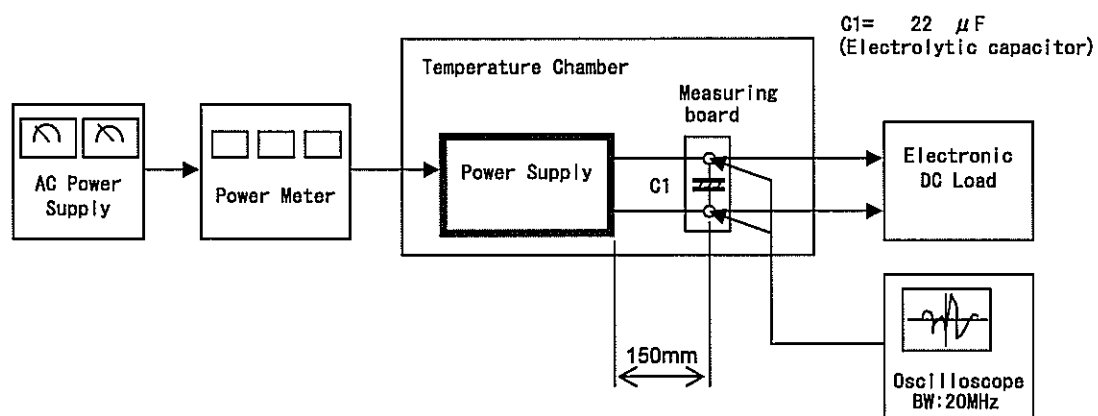 C1= 22 μF
(Electrolytic capacitor)
Temperature Chamber
Measuring
board
AC Power
Supply
Power Meter
Power Supply
C1
Electronic
DC Load
150mm
Oscilloscope
BW:20MHz